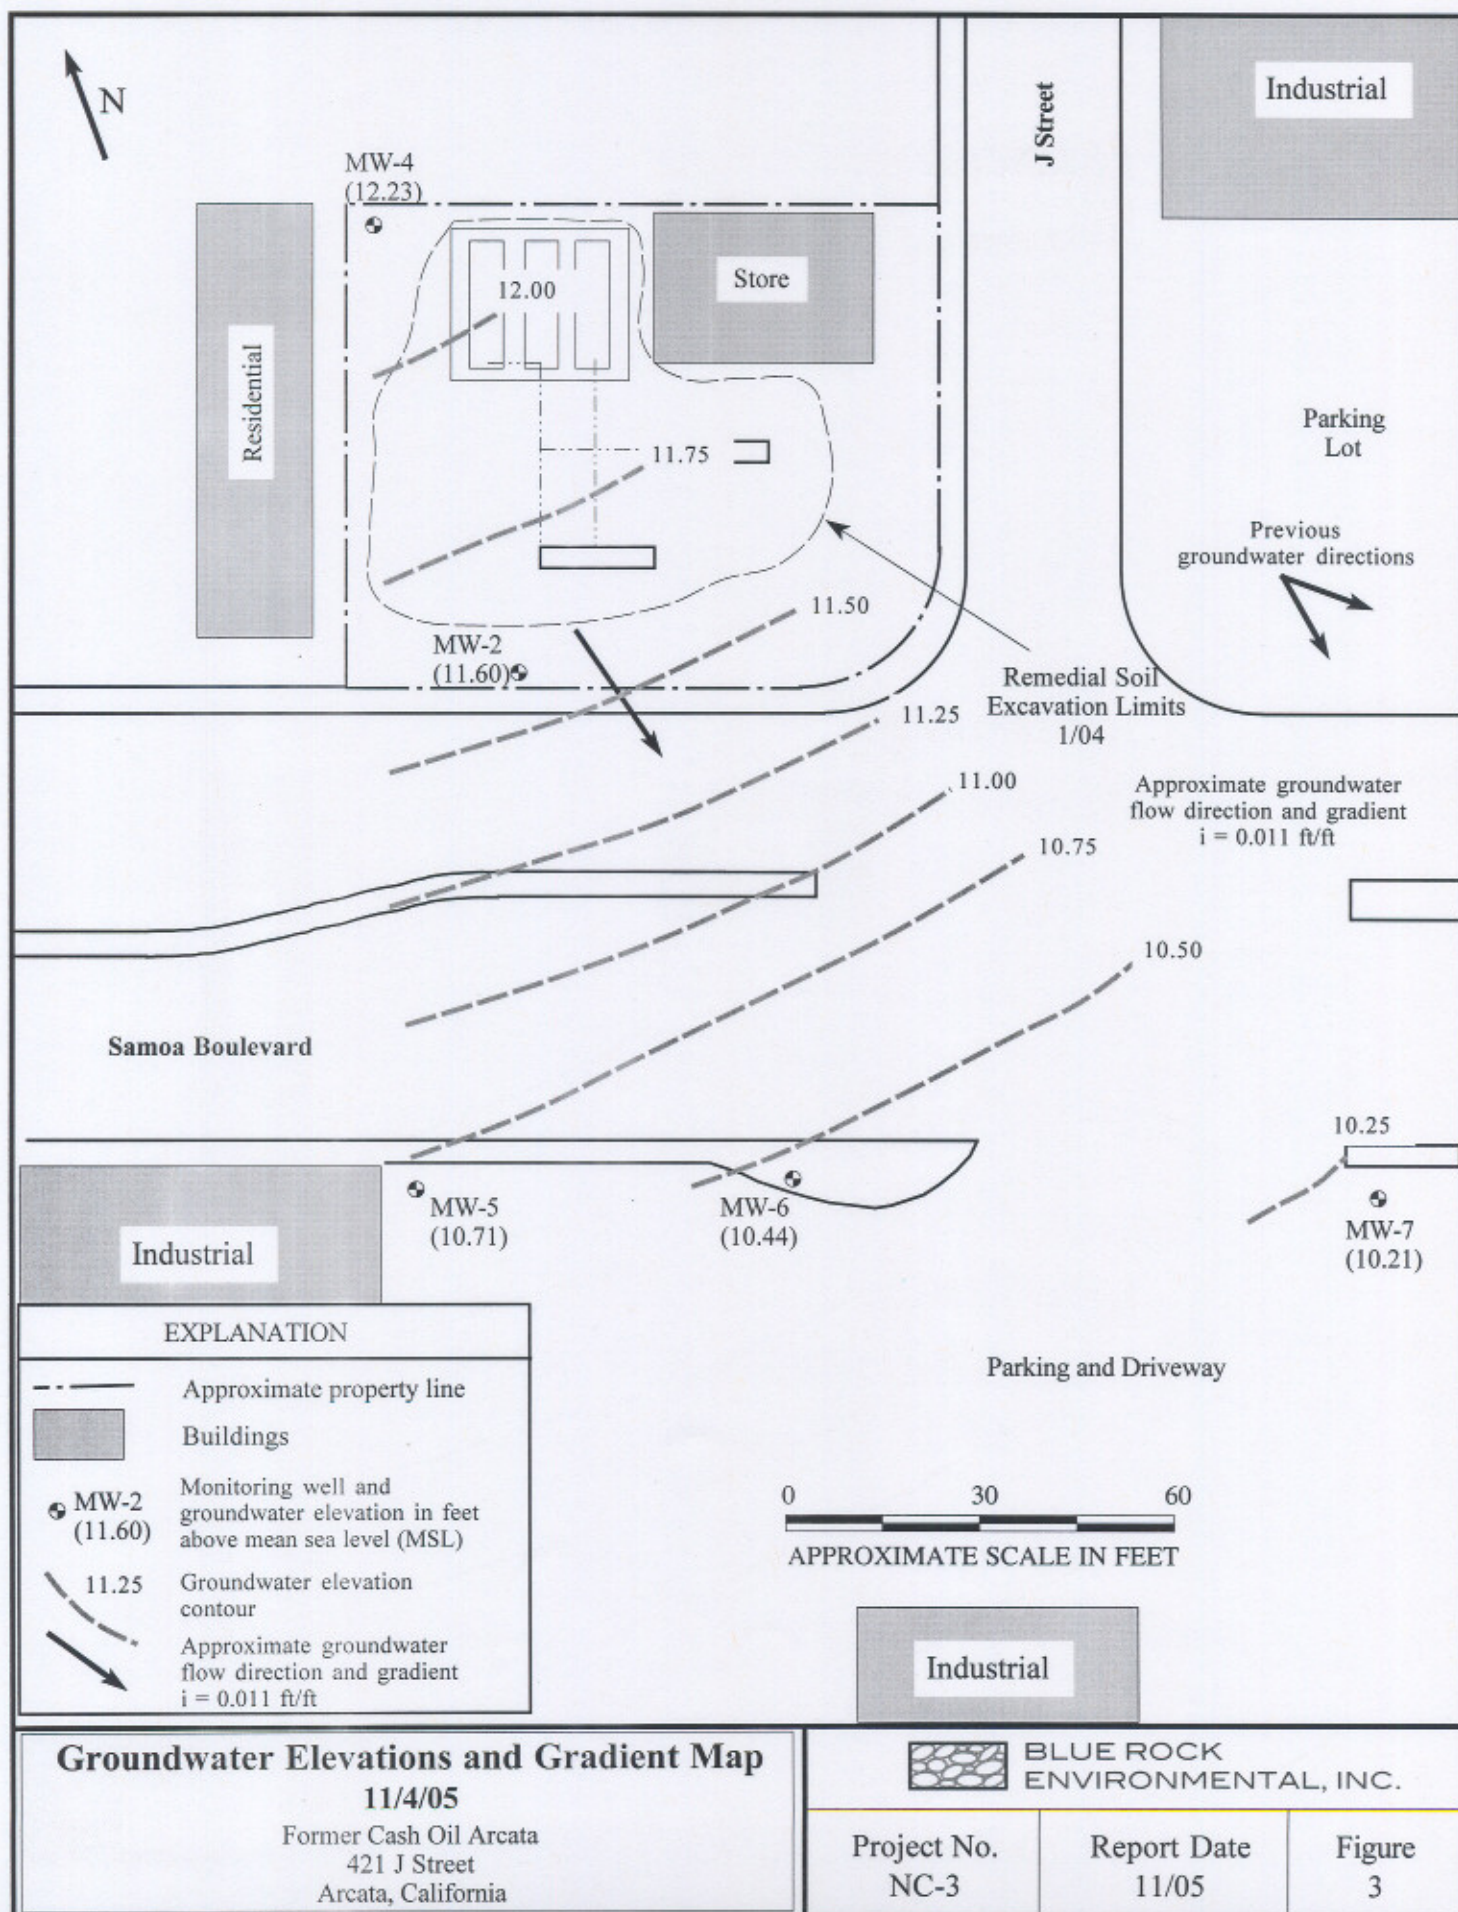 N
MW-4
(12.23)
J Street
Industrial
Store
12.00
Residential
11.75
Parking
Lot
Previous
groundwater directions
11.50
MW-2
(11.60)
Remedial Soil
Excavation Limits
1/04
11.25
11.00
Approximate groundwater
flow direction and gradient
i = 0.011 ft/ft
10.75
10.50
Samoa Boulevard
10.25
MW-5
(10.71)
MW-6
(10.44)
MW-7
(10.21)
Industrial
EXPLANATION
Approximate property line
Buildings
MW-2
(11.60)
Monitoring well and
groundwater elevation in feet
above mean sea level (MSL)
11.25
Groundwater elevation
contour
Approximate groundwater
flow direction and gradient
i = 0.011 ft/ft
Parking and Driveway
0 30 60
APPROXIMATE SCALE IN FEET
Industrial
Groundwater Elevations and Gradient Map
11/4/05
Former Cash Oil Arcata
421 J Street
Arcata, California
BLUE ROCK
ENVIRONMENTAL, INC.
Project No.
NC-3
Report Date
11/05
Figure
3